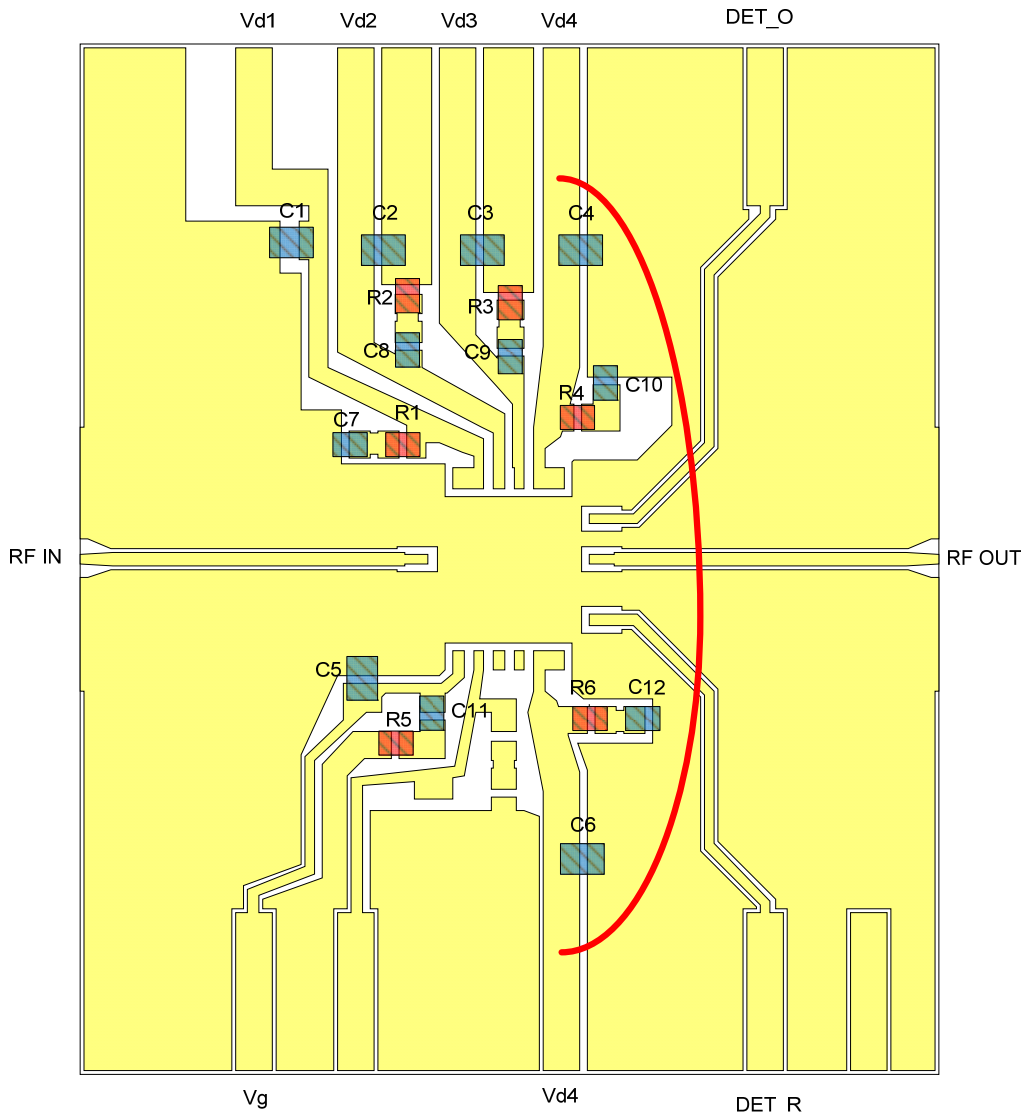 Vd1 Vd2 Vd3 Vd4 DET_O
C1 C2 C3 C4
R2 R3
C8 C9
C10
R4
C7 R1
RF IN RF OUT
C5
R6 C12
C11
R5
C6
Vg Vd4 DET_R